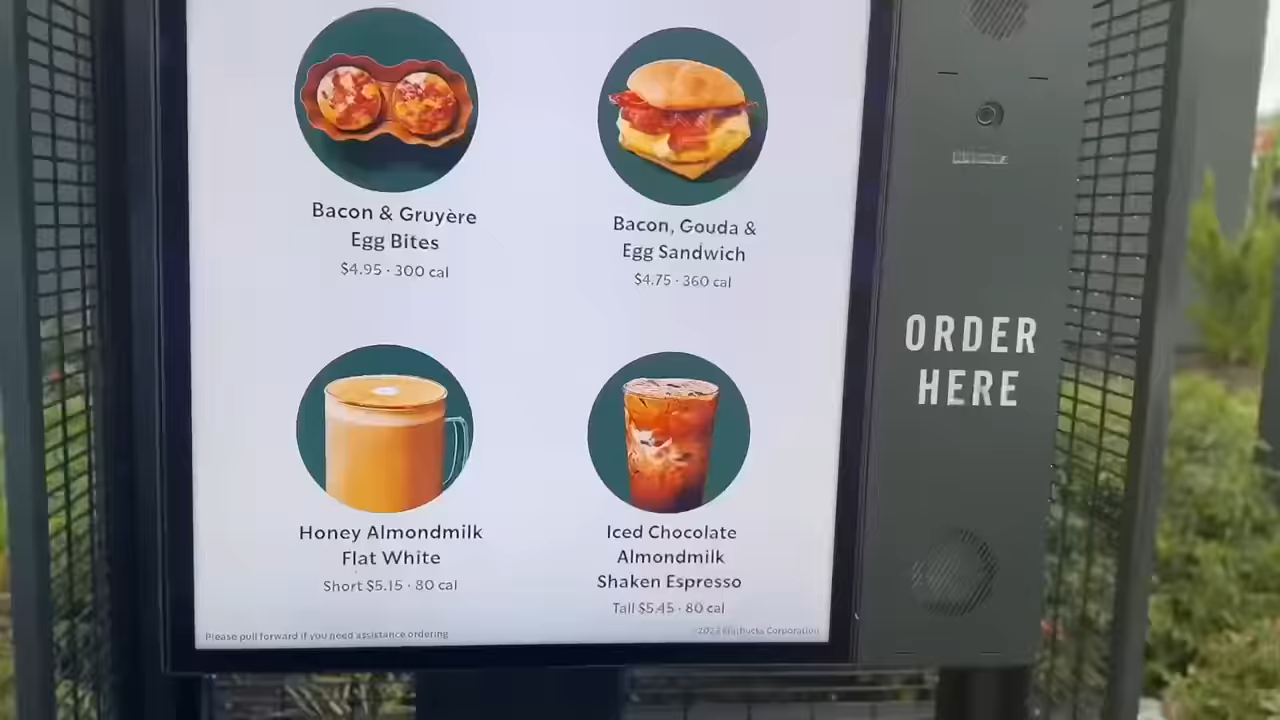 Bacon & Gruyère
Egg Bites
$4.95 · 300 cal
Bacon, Gouda &
Egg Sandwich
$4.75 · 360 cal
Honey Almondmilk
Flat White
Short $5.15 · 80 cal
Iced Chocolate
Almondmilk
Shaken Espresso
Tall $5.45 · 80 cal
Please pull forward if you need assistance ordering
Starbucks Corporation
ORDER
HERE